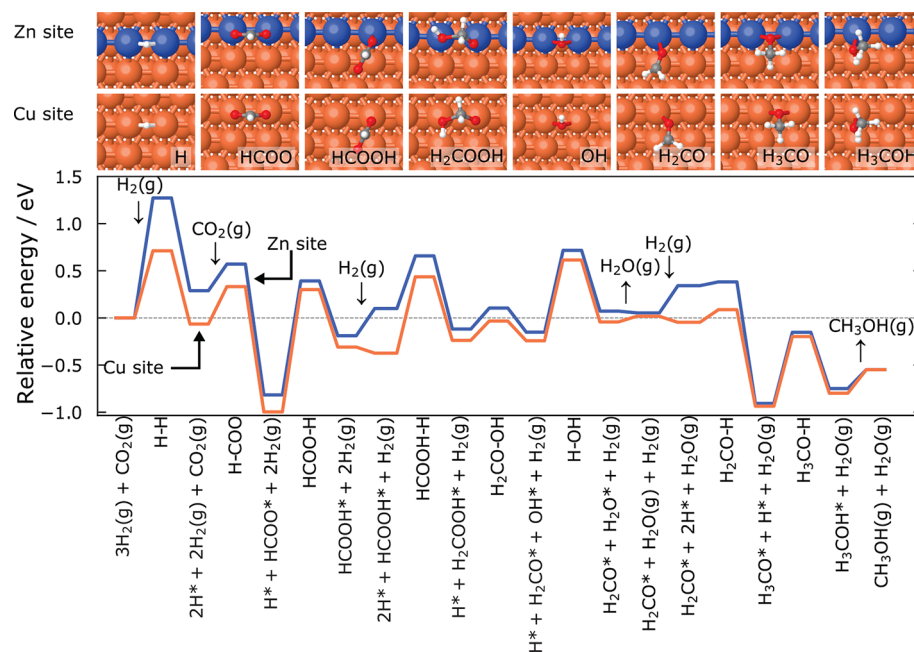 Zn site
Cu site
H
HCOO
HCOOH
H₂COOH
OH
H₂CO
H₃CO
H₃COH
Relative energy / eV
1.5
1.0
0.5
0.0
−0.5
−1.0
H₂(g)
CO₂(g)
Zn site
Cu site
H₂(g)
H₂O(g)
H₂(g)
CH₃OH(g)
3H₂(g) + CO₂(g)
H-H
2H* + 2H₂(g) + CO₂(g)
H-COO
H* + HCOO* + 2H₂(g)
HCOO-H
HCOOH* + 2H₂(g)
2H* + HCOOH* + H₂(g)
HCOOH-H
H* + H₂COOH* + H₂(g)
H₂CO-OH
H* + H₂CO* + OH* + H₂(g)
H-OH
H₂CO* + H₂O* + H₂(g)
H₂CO* + H₂O(g) + H₂(g)
H₂CO* + 2H* + H₂O(g)
H₂CO-H
H₃CO* + H* + H₂O(g)
H₃CO-H
H₃COH* + H₂O(g)
CH₃OH(g) + H₂O(g)